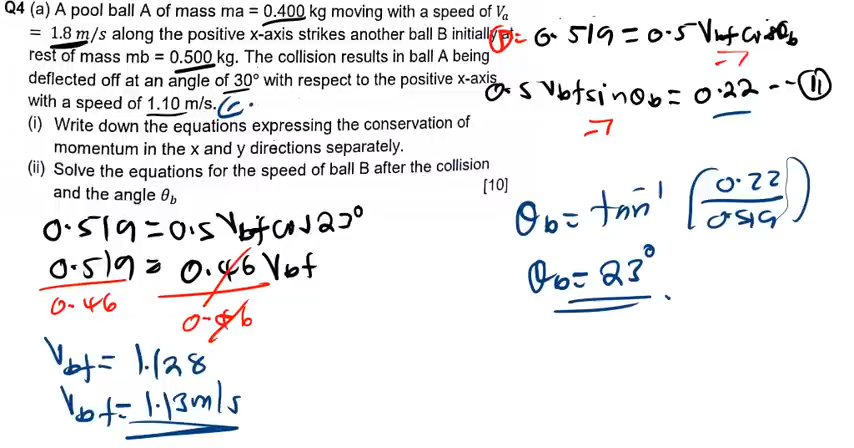 Q4 (a) A pool ball A of mass ma = 0.400 kg moving with a speed of Va
= 1.8 m/s along the positive x-axis strikes another ball B initially at
rest of mass mb = 0.500 kg. The collision results in ball A being
deflected off at an angle of 30° with respect to the positive x-axis
with a speed of 1.10 m/s.
(i) Write down the equations expressing the conservation of
momentum in the x and y directions separately.
(ii) Solve the equations for the speed of ball B after the collision
and the angle θb
[10]
0.519 = 0.5 Vbf cos 23°
0.519 = 0.46 Vbf
0.46 0.46
Vbf = 1.128
Vbf = 1.13 m/s
① = 0.519 = 0.5 Vbf cos θb
0.5 Vbf sin θb = 0.22 -- ⑪
θb = tan⁻¹ (0.22 / 0.519)
θb = 23°.